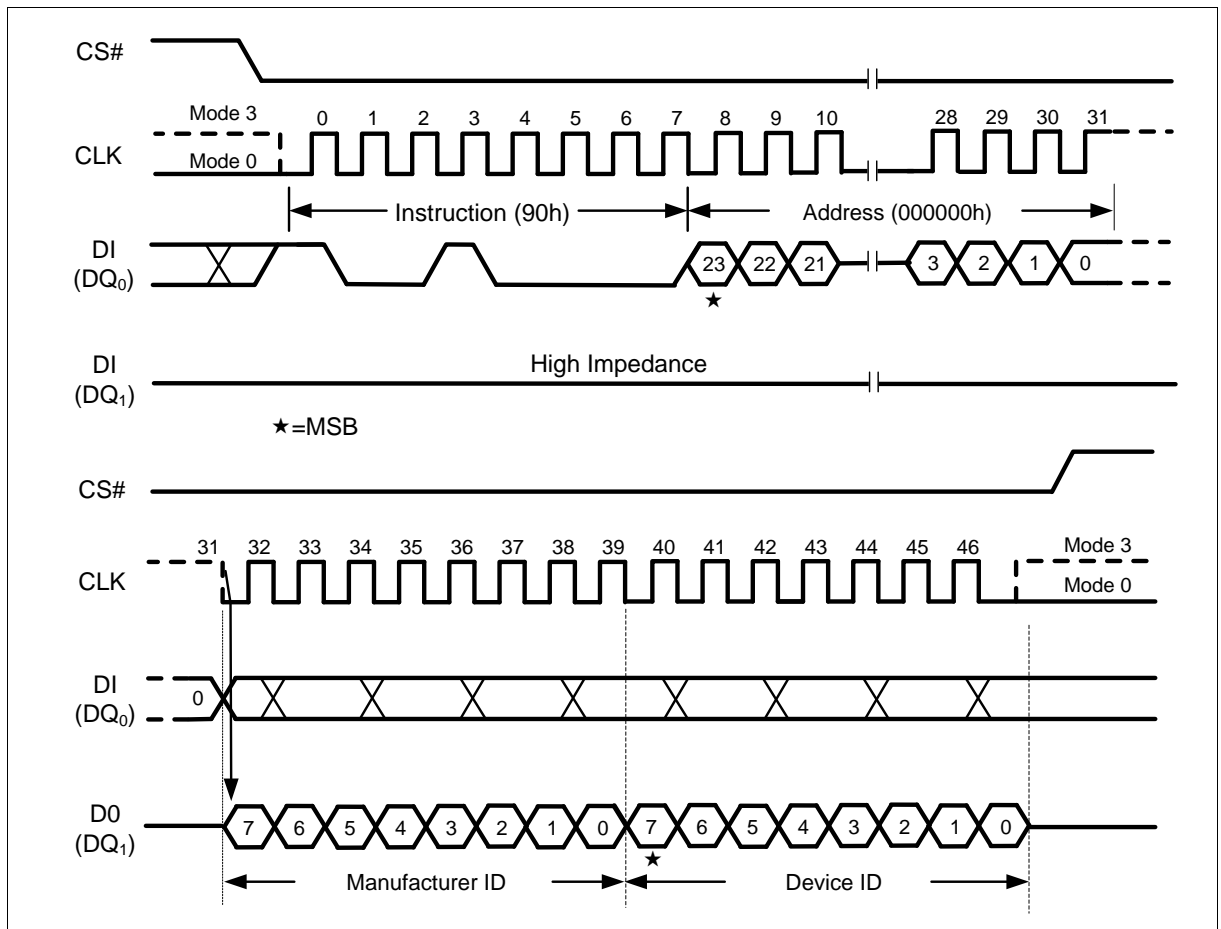 CS#
Mode 3
0 1 2 3 4 5 6 7 8 9 10 28 29 30 31
CLK
Mode 0
Instruction (90h) Address (000000h)
DI
(DQ0)
23 22 21 3 2 1 0
★
DI
(DQ1)
High Impedance
★=MSB
CS#
31 32 33 34 35 36 37 38 39 40 41 42 43 44 45 46
Mode 3
CLK
Mode 0
DI
(DQ0)
0
D0
(DQ1)
7 6 5 4 3 2 1 0 7 6 5 4 3 2 1 0
★
Manufacturer ID Device ID